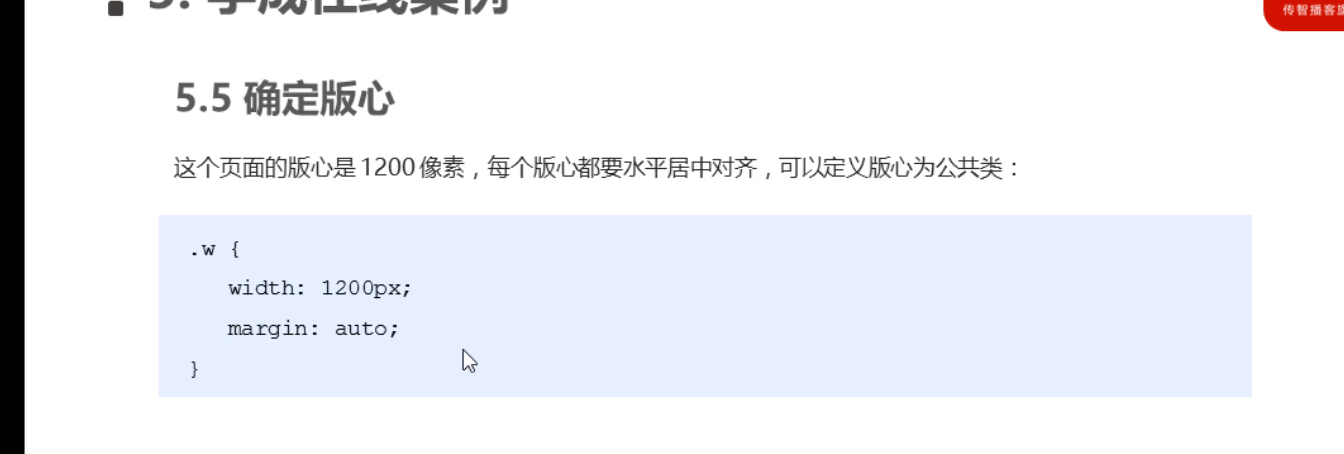 5. 学成在线案例
传智播客旗
5.5 确定版心
这个页面的版心是 1200 像素，每个版心都要水平居中对齐，可以定义版心为公共类：
.w {
width: 1200px;
margin: auto;
}